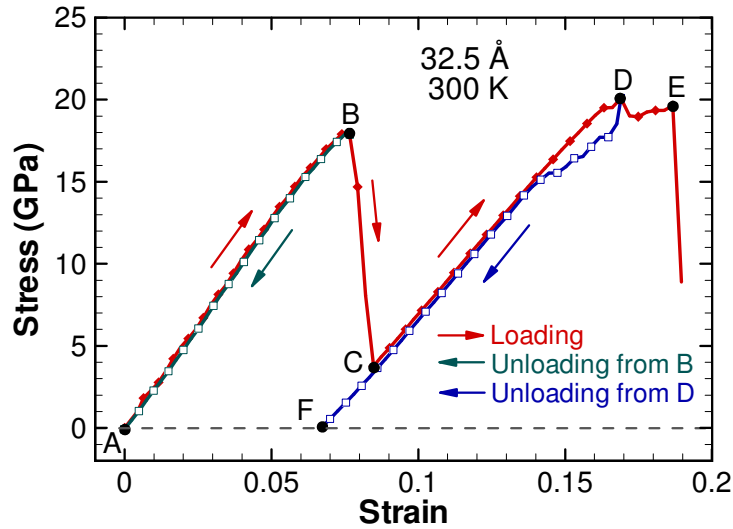 32.5 Å
300 K
Stress (GPa)
25
20
15
10
5
0
A
B
C
D
E
F
Loading
Unloading from B
Unloading from D
0
0.05
0.1
0.15
0.2
Strain